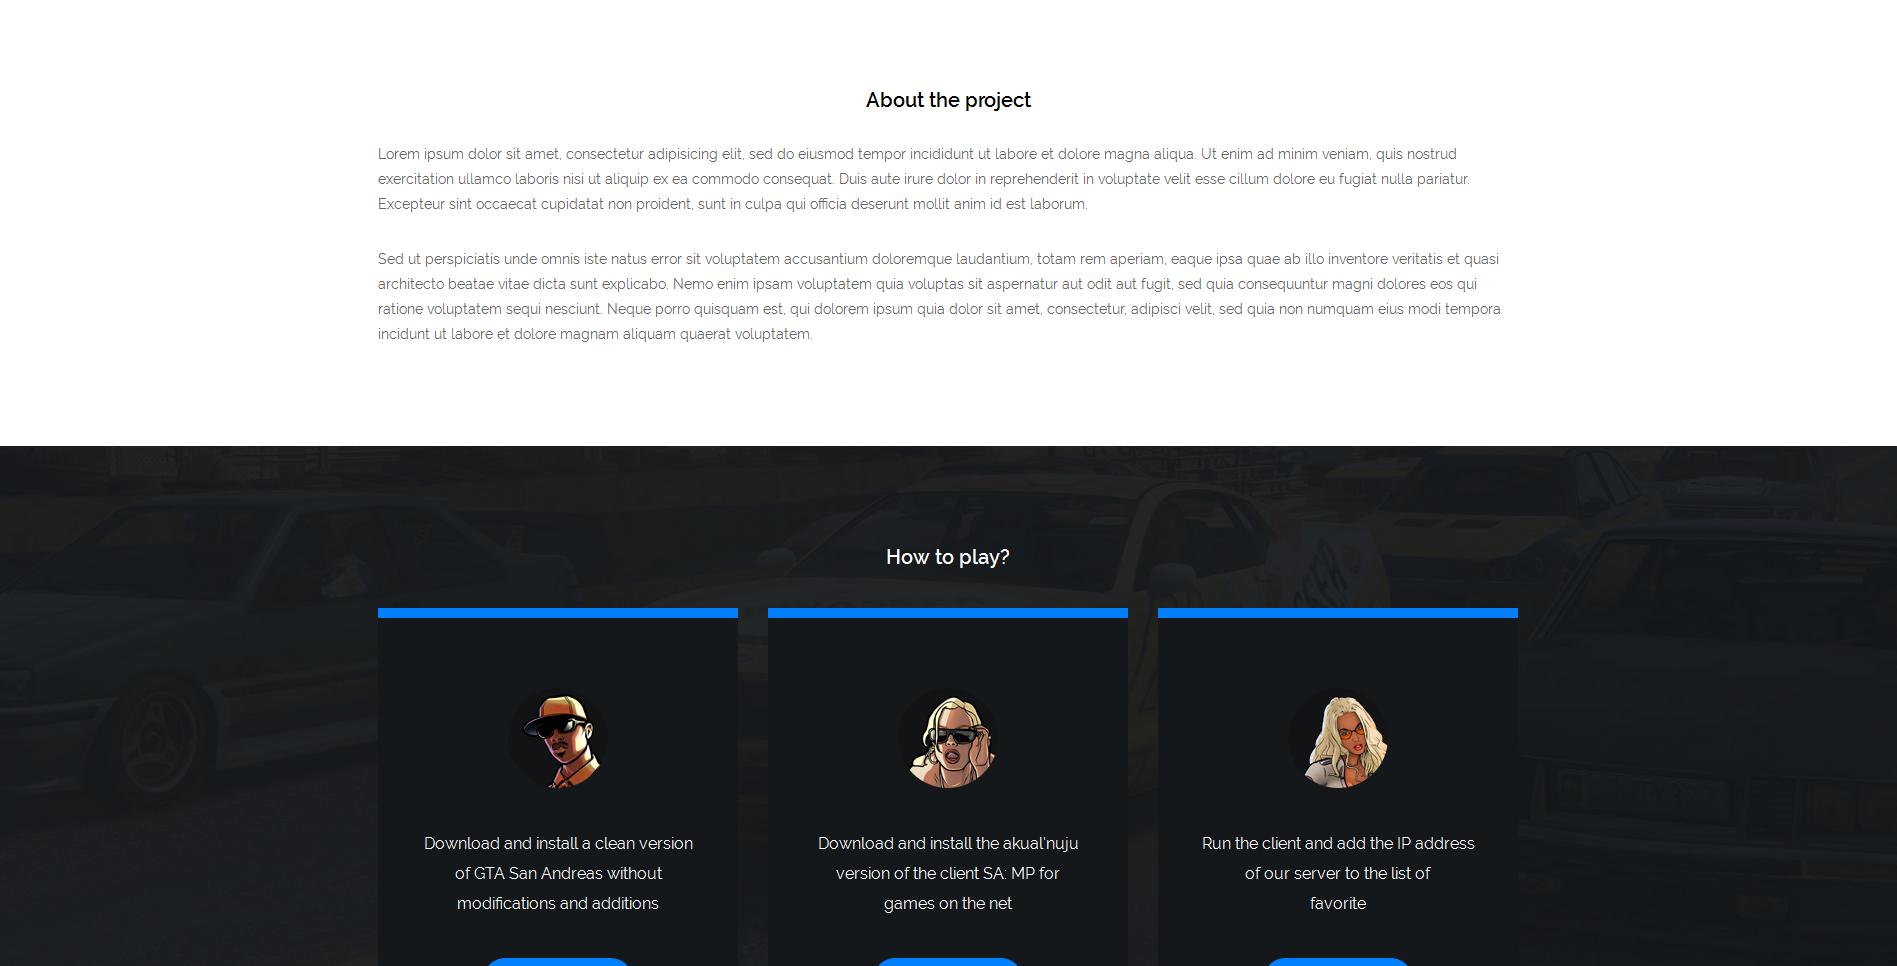 About the project
Lorem ipsum dolor sit amet, consectetur adipisicing elit, sed do eiusmod tempor incididunt ut labore et dolore magna aliqua. Ut enim ad minim veniam, quis nostrud
exercitation ullamco laboris nisi ut aliquip ex ea commodo consequat. Duis aute irure dolor in reprehenderit in voluptate velit esse cillum dolore eu fugiat nulla pariatur.
Excepteur sint occaecat cupidatat non proident, sunt in culpa qui officia deserunt mollit anim id est laborum.
Sed ut perspiciatis unde omnis iste natus error sit voluptatem accusantium doloremque laudantium, totam rem aperiam, eaque ipsa quae ab illo inventore veritatis et quasi
architecto beatae vitae dicta sunt explicabo. Nemo enim ipsam voluptatem quia voluptas sit aspernatur aut odit aut fugit, sed quia consequuntur magni dolores eos qui
ratione voluptatem sequi nesciunt. Neque porro quisquam est, qui dolorem ipsum quia dolor sit amet, consectetur, adipisci velit, sed quia non numquam eius modi tempora
incidunt ut labore et dolore magnam aliquam quaerat voluptatem.
How to play?
Download and install a clean version
of GTA San Andreas without
modifications and additions
Download and install the akual'nuju
version of the client SA: MP for
games on the net
Run the client and add the IP address
of our server to the list of
favorite